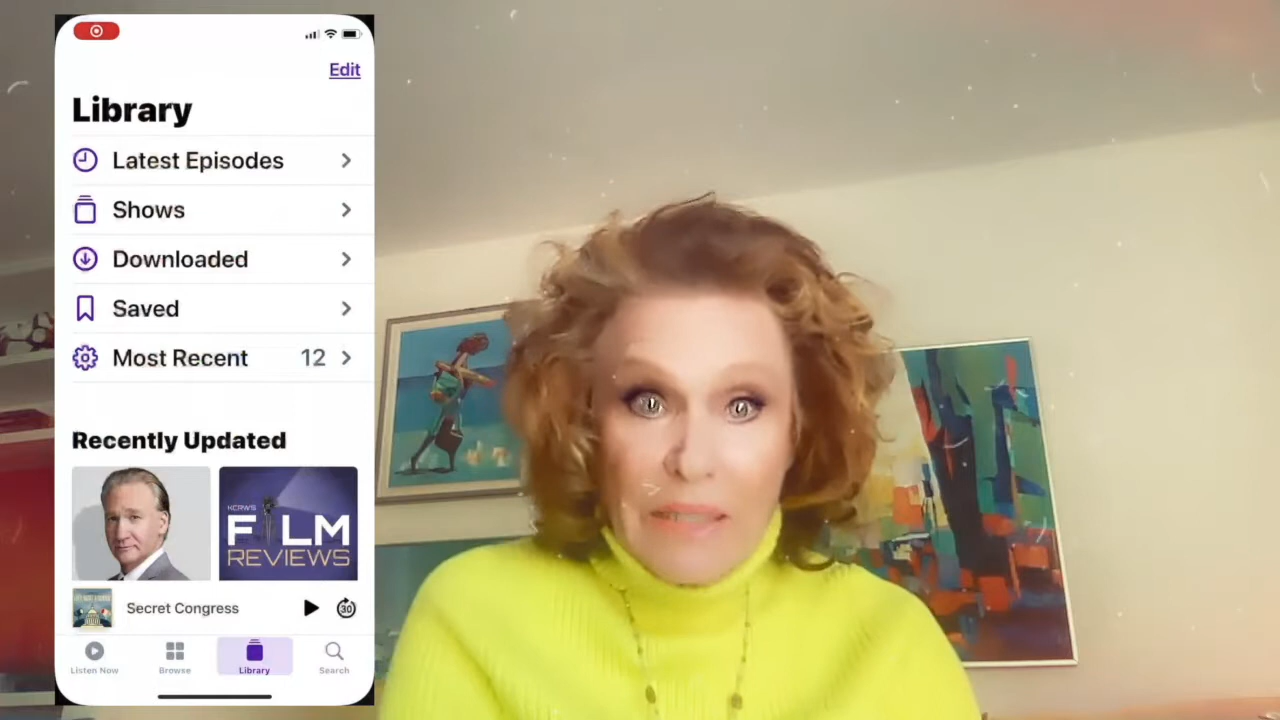 Edit
Library
Latest Episodes
Shows
Downloaded
Saved
Most Recent 12
Recently Updated
KCRW'S
FILM
REVIEWS
Secret Congress
30
Listen Now Browse Library Search